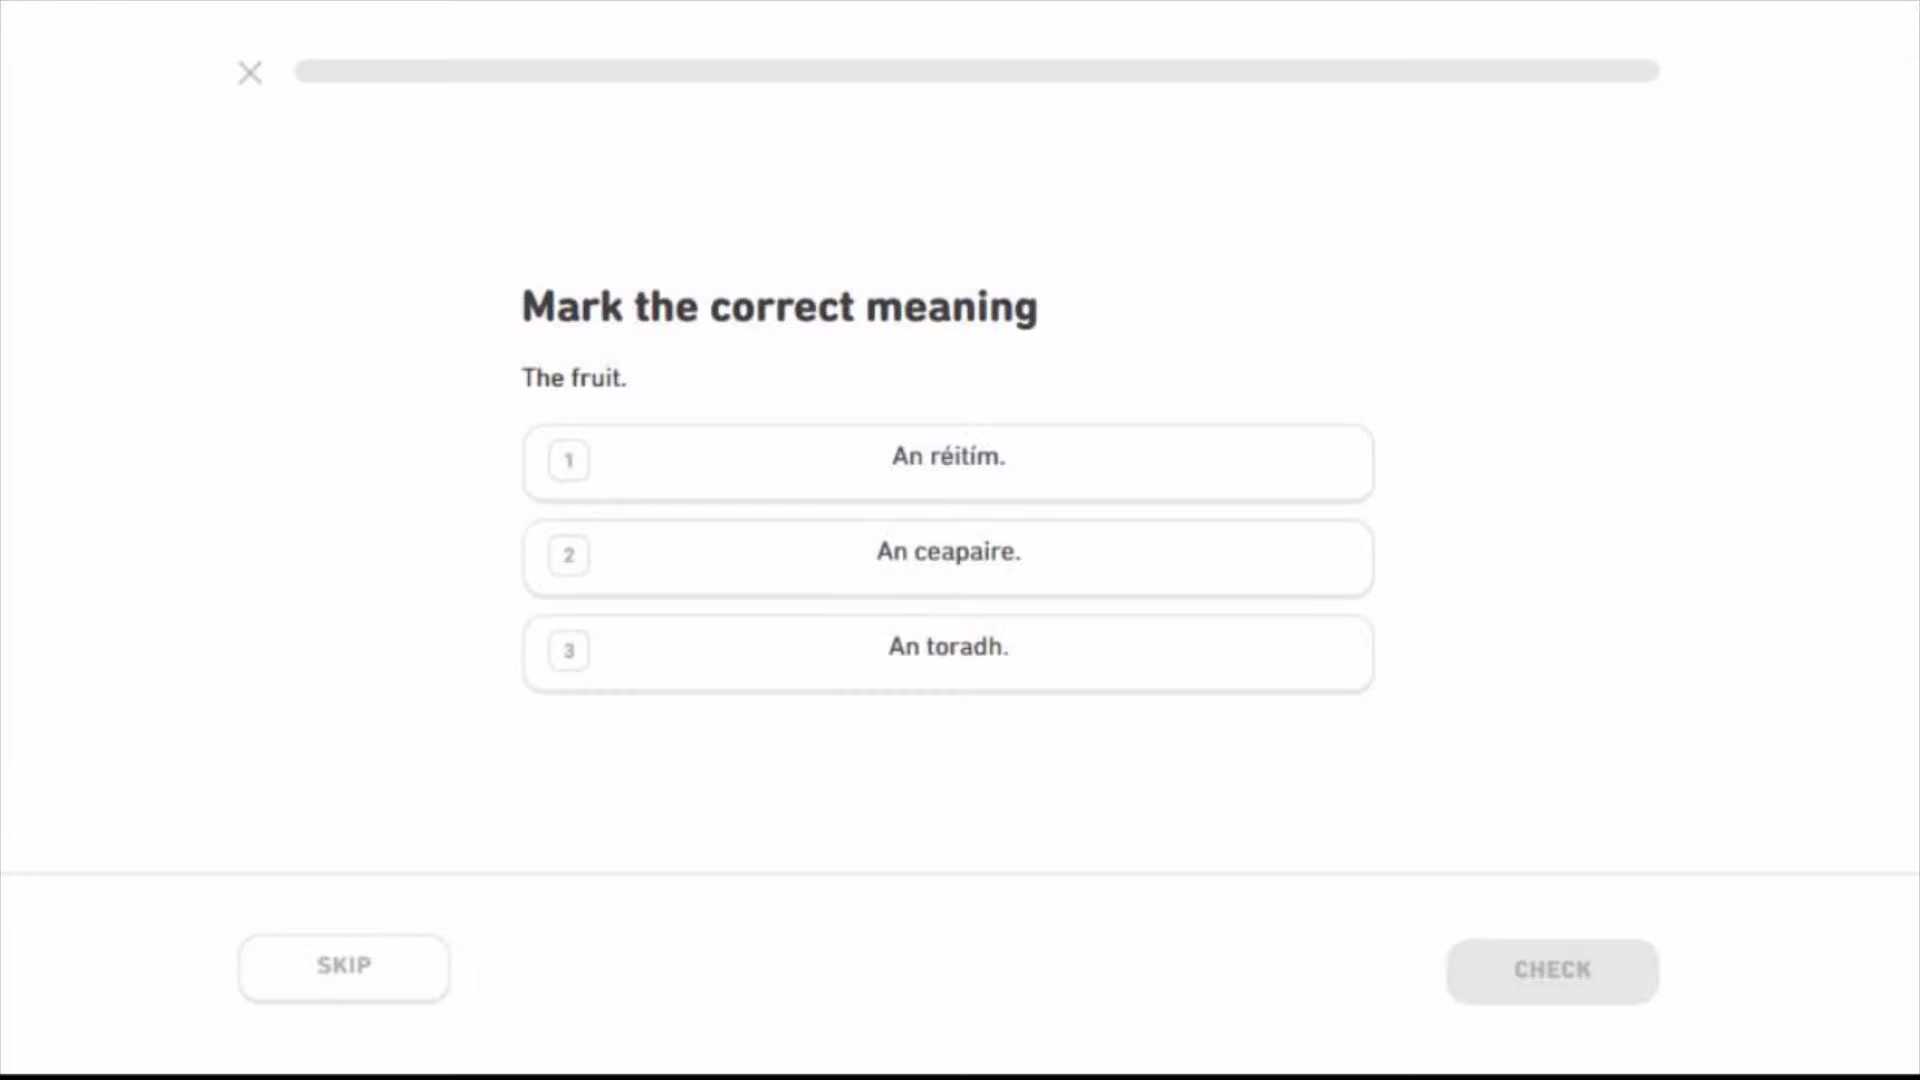 Mark the correct meaning
The fruit.
1 An réitím.
2 An ceapaire.
3 An toradh.
SKIP
CHECK